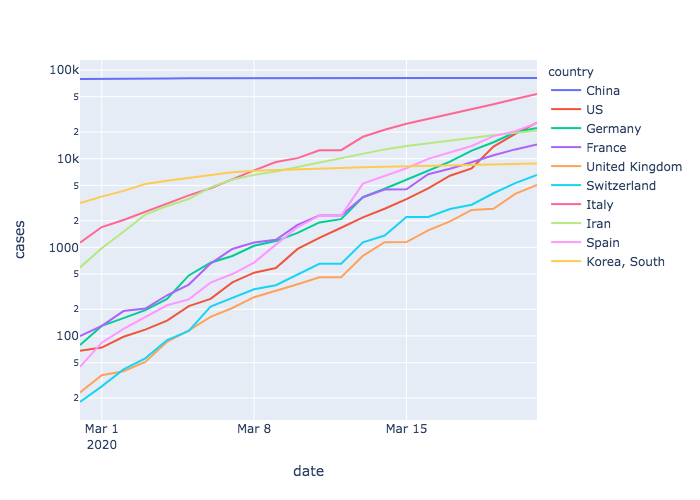 country
China
US
Germany
France
United Kingdom
Switzerland
Italy
Iran
Spain
Korea, South
cases
100k
5
2
10k
5
2
1000
5
2
100
5
2
Mar 1
2020
Mar 8
Mar 15
date